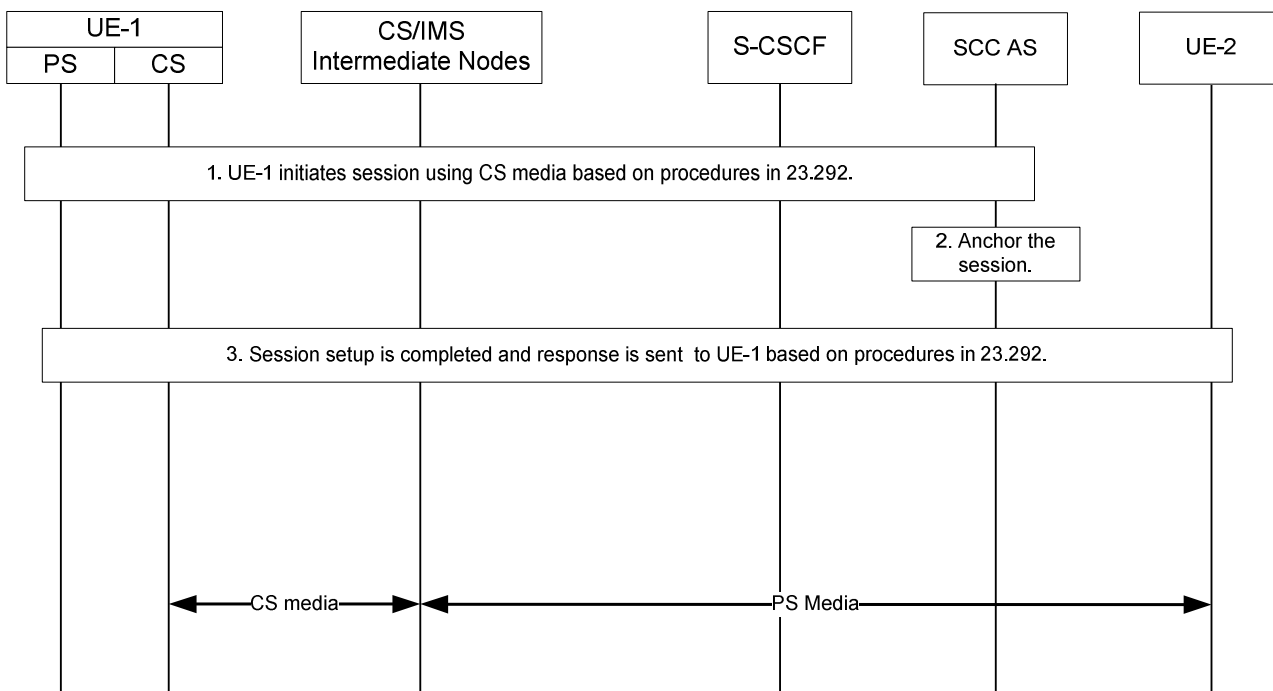 UE-1
PS CS
CS/IMS
Intermediate Nodes
S-CSCF
SCC AS
UE-2
1. UE-1 initiates session using CS media based on procedures in 23.292.
2. Anchor the
session.
3. Session setup is completed and response is sent to UE-1 based on procedures in 23.292.
CS media
PS Media